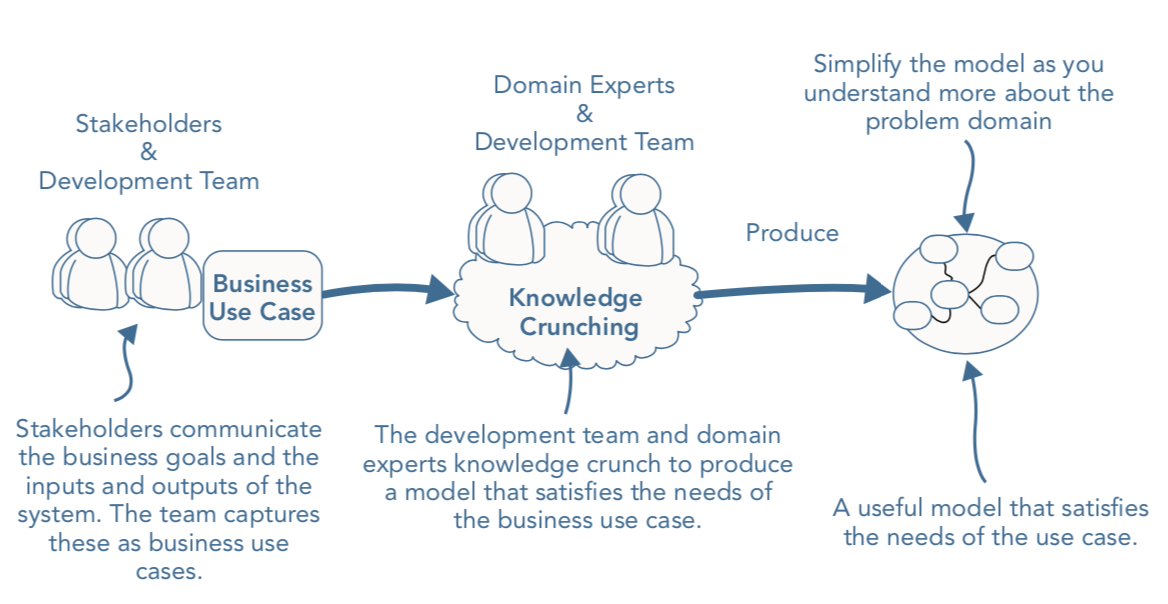 Stakeholders
&
Development Team
Business
Use Case
Stakeholders communicate
the business goals and the
inputs and outputs of the
system. The team captures
these as business use
cases.
Domain Experts
&
Development Team
Knowledge
Crunching
The development team and domain
experts knowledge crunch to produce
a model that satisfies the needs of
the business use case.
Produce
Simplify the model as you
understand more about the
problem domain
A useful model that satisfies
the needs of the use case.